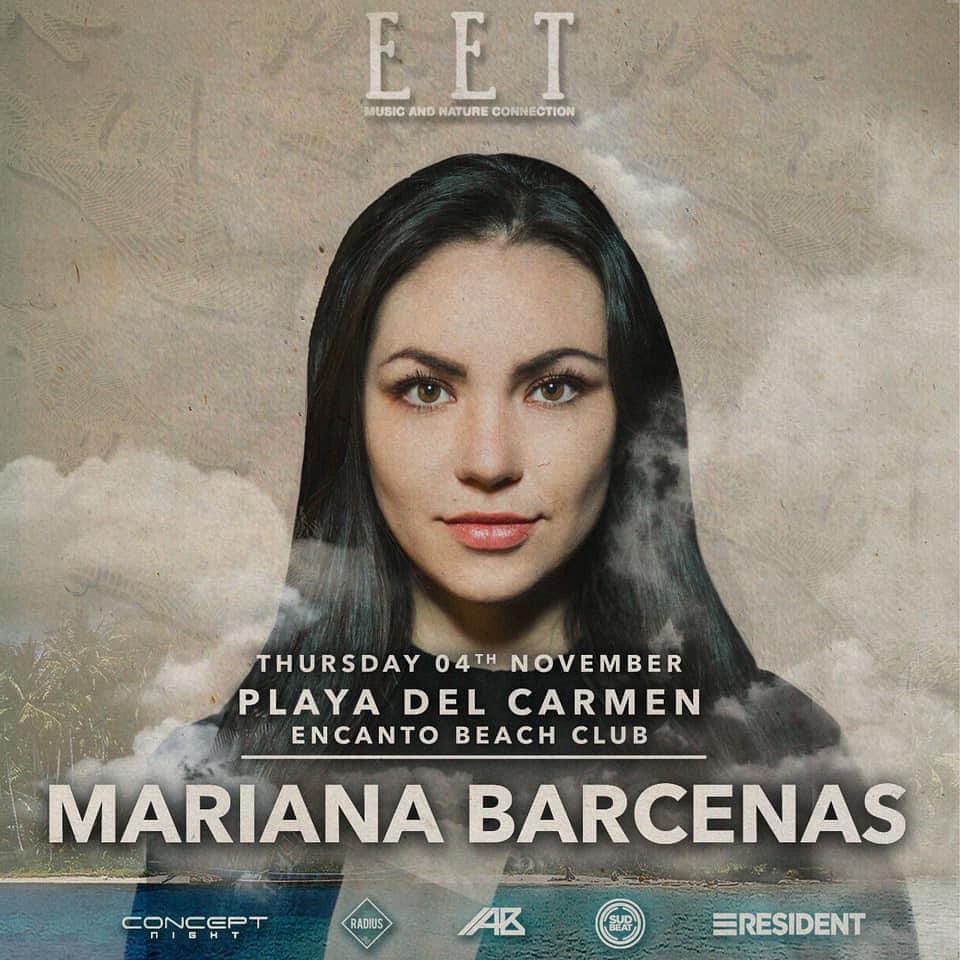 EET
MUSIC AND NATURE CONNECTION
THURSDAY 04TH NOVEMBER
PLAYA DEL CARMEN
ENCANTO BEACH CLUB
MARIANA BARCENAS
CONCEPT NIGHT
RADIUS
AB
SUD BEAT
RESIDENT